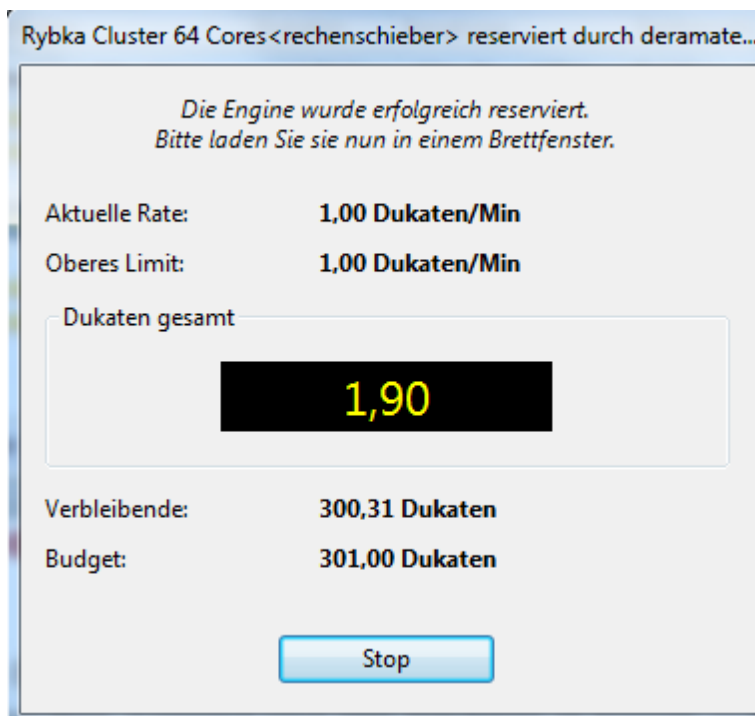 Rybka Cluster 64 Cores<rechenschieber> reserviert durch deramate...
Die Engine wurde erfolgreich reserviert.
Bitte laden Sie sie nun in einem Brettfenster.
Aktuelle Rate: 1,00 Dukaten/Min
Oberes Limit: 1,00 Dukaten/Min
Dukaten gesamt
1,90
Verbleibende: 300,31 Dukaten
Budget: 301,00 Dukaten
Stop